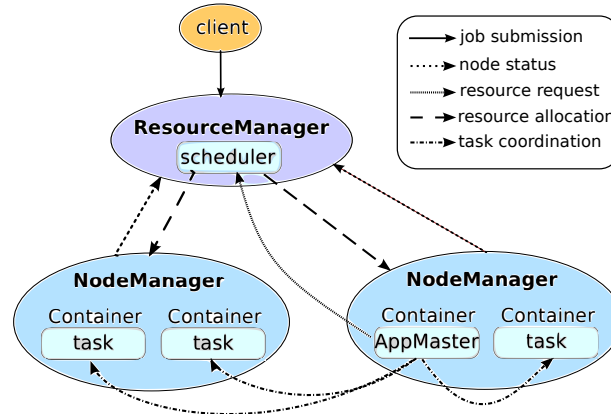 client
job submission
node status
resource request
resource allocation
task coordination
ResourceManager
scheduler
NodeManager
Container Container
task task
NodeManager
Container Container
AppMaster task